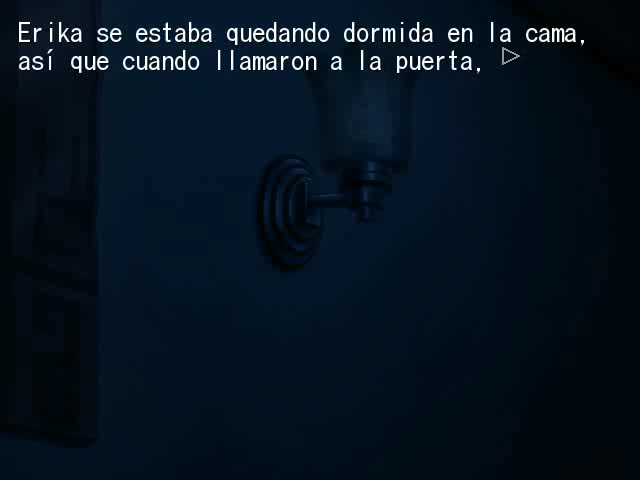 Erika se estaba quedando dormida en la cama,
así que cuando llamaron a la puerta,